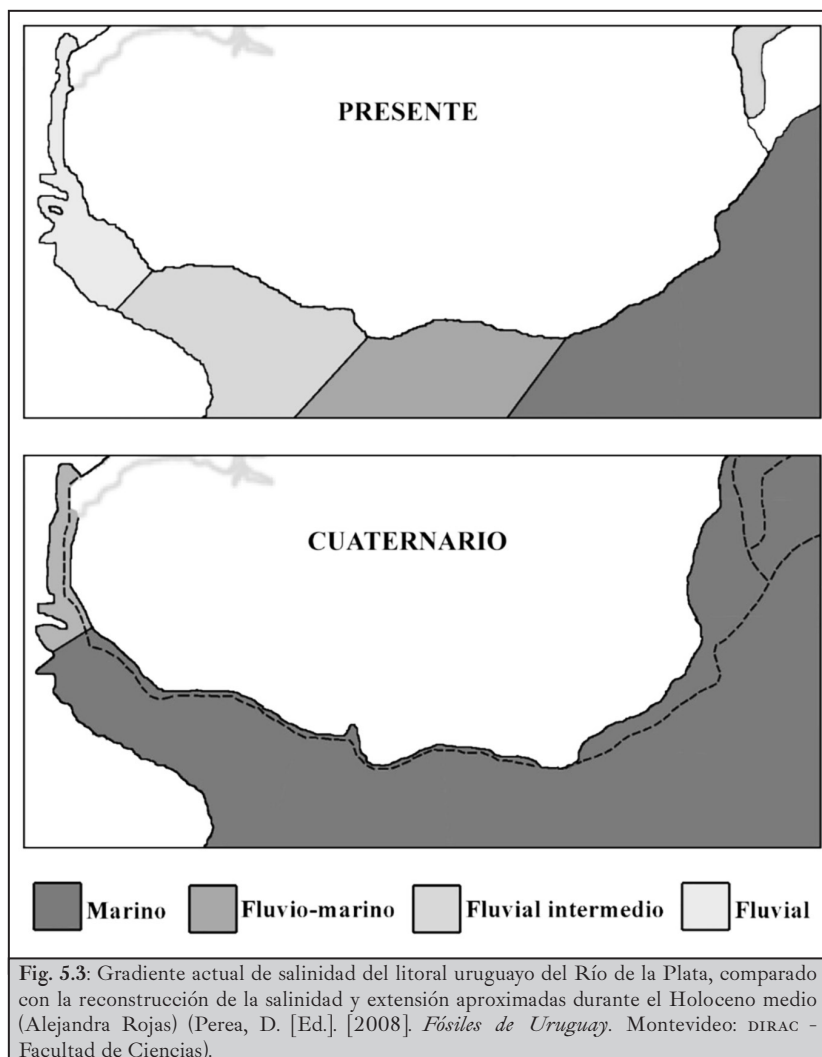 PRESENTE
CUATERNARIO
Marino
Fluvio-marino
Fluvial intermedio
Fluvial
Fig. 5.3: Gradiente actual de salinidad del litoral uruguayo del Río de la Plata, comparado
con la reconstrucción de la salinidad y extensión aproximadas durante el Holoceno medio
(Alejandra Rojas) (Perea, D. [Ed.]. [2008]. Fósiles de Uruguay. Montevideo: DIRAC -
Facultad de Ciencias).